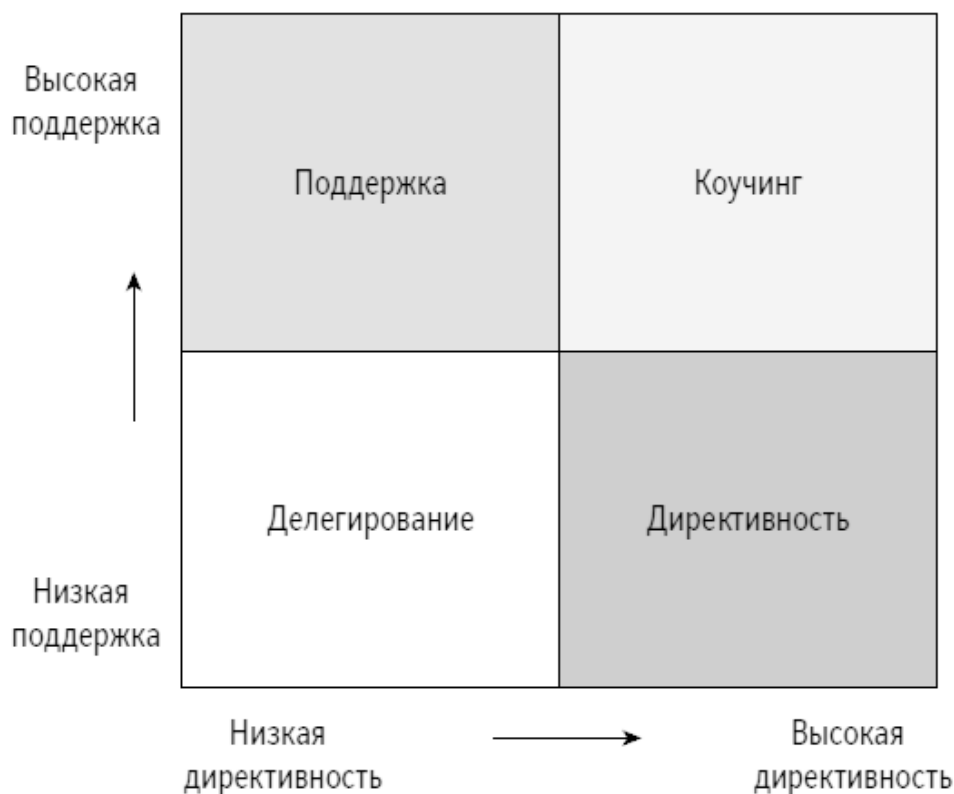 Высокая
поддержка
Поддержка
Коучинг
Делегирование
Директивность
Низкая
поддержка
Низкая
директивность
Высокая
директивность